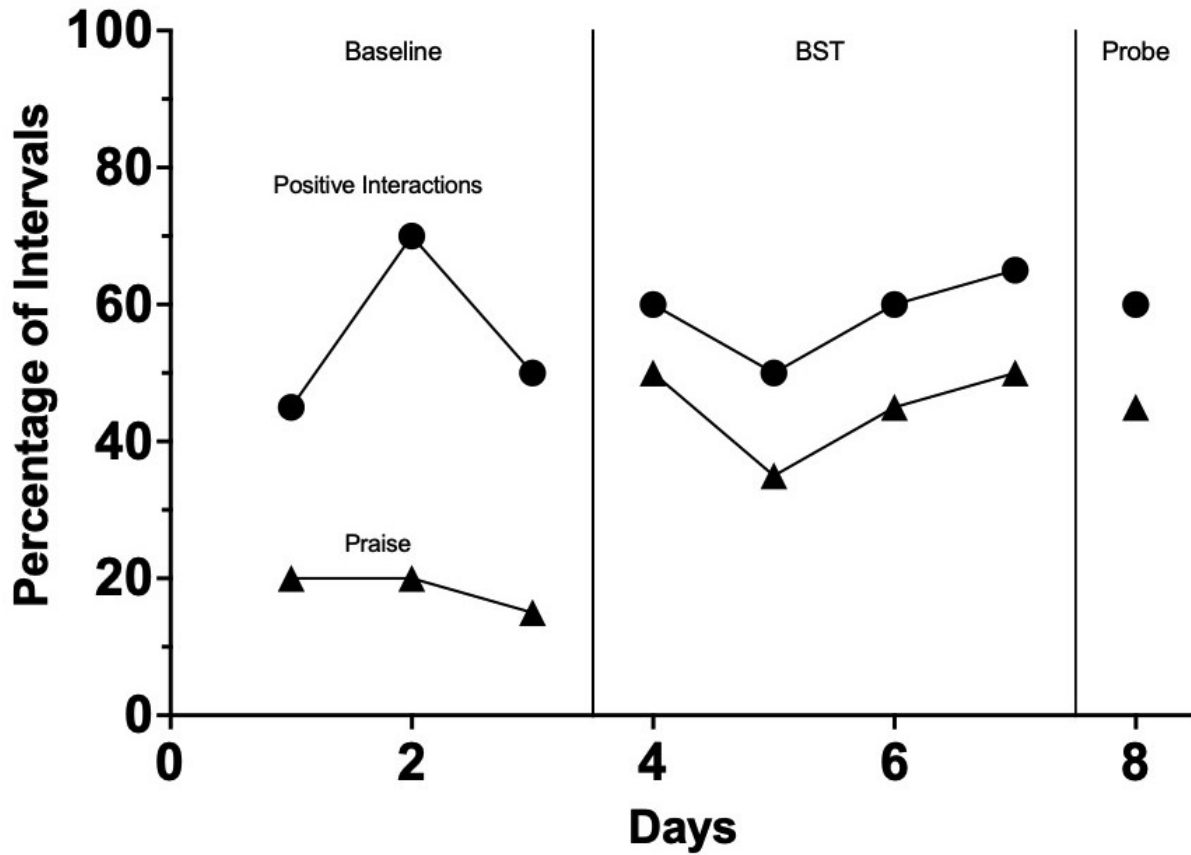 Percentage of Intervals
100
80
60
40
20
0
Baseline
BST
Probe
Positive Interactions
Praise
0 2 4 6 8
Days